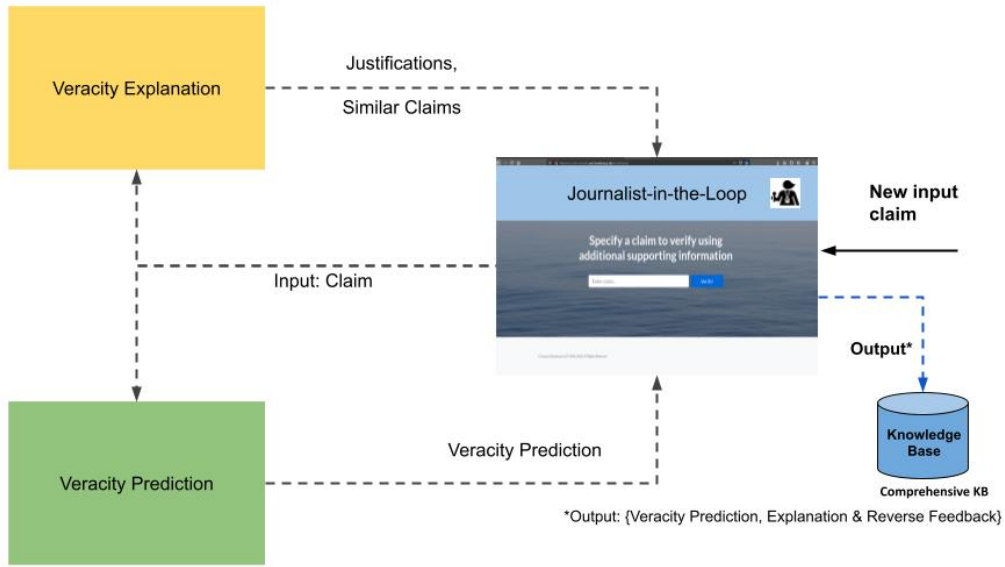 Veracity Explanation
Justifications,
Similar Claims
Journalist-in-the-Loop
Specify a claim to verify using
additional supporting information
New input
claim
Input: Claim
Output*
Knowledge
Base
Comprehensive KB
Veracity Prediction
Veracity Prediction
*Output: {Veracity Prediction, Explanation & Reverse Feedback}